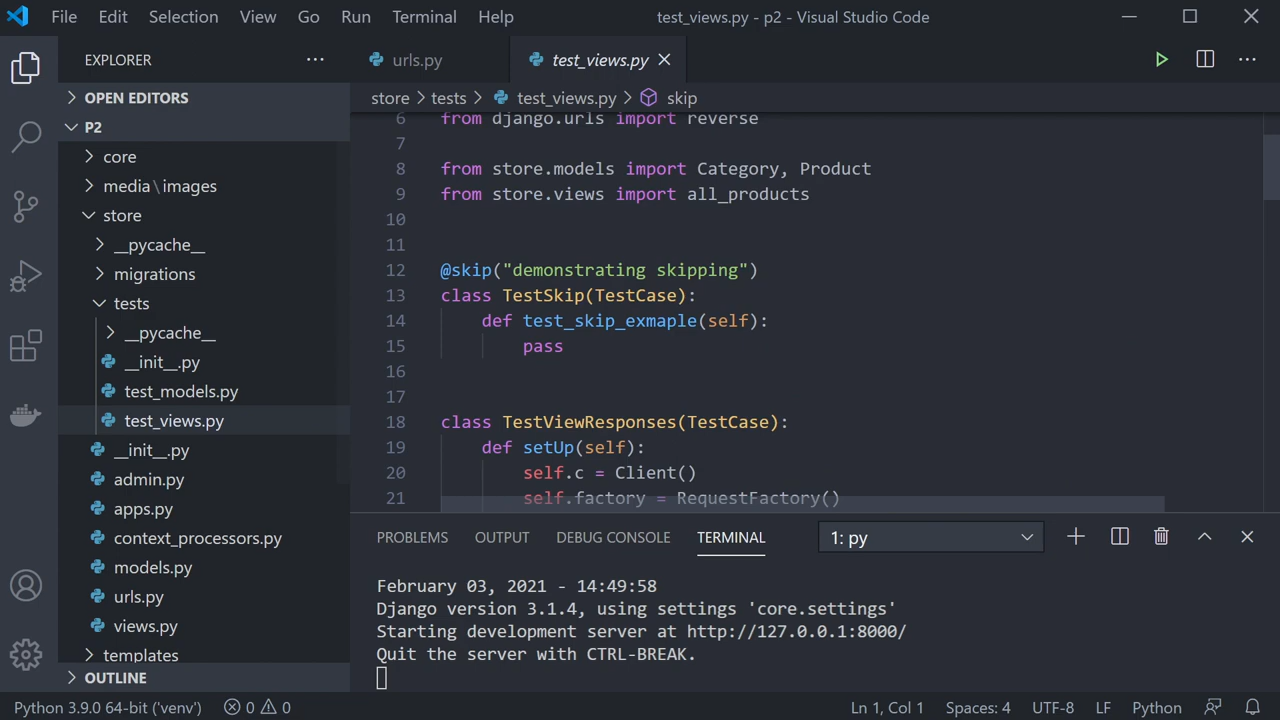 File Edit Selection View Go Run Terminal Help test_views.py - p2 - Visual Studio Code
EXPLORER
OPEN EDITORS
P2
core
media\images
store
__pycache__
migrations
tests
__pycache__
__init__.py
test_models.py
test_views.py
__init__.py
admin.py
apps.py
context_processors.py
models.py
urls.py
views.py
templates
OUTLINE
urls.py test_views.py
store > tests > test_views.py > skip
6 from django.urls import reverse
7
8 from store.models import Category, Product
9 from store.views import all_products
10
11
12 @skip("demonstrating skipping")
13 class TestSkip(TestCase):
14 def test_skip_exmaple(self):
15 pass
16
17
18 class TestViewResponses(TestCase):
19 def setUp(self):
20 self.c = Client()
21 self.factory = RequestFactory()
PROBLEMS OUTPUT DEBUG CONSOLE TERMINAL 1: py
February 03, 2021 - 14:49:58
Django version 3.1.4, using settings 'core.settings'
Starting development server at http://127.0.0.1:8000/
Quit the server with CTRL-BREAK.
Python 3.9.0 64-bit ('venv') 0 0 Ln 1, Col 1 Spaces: 4 UTF-8 LF Python